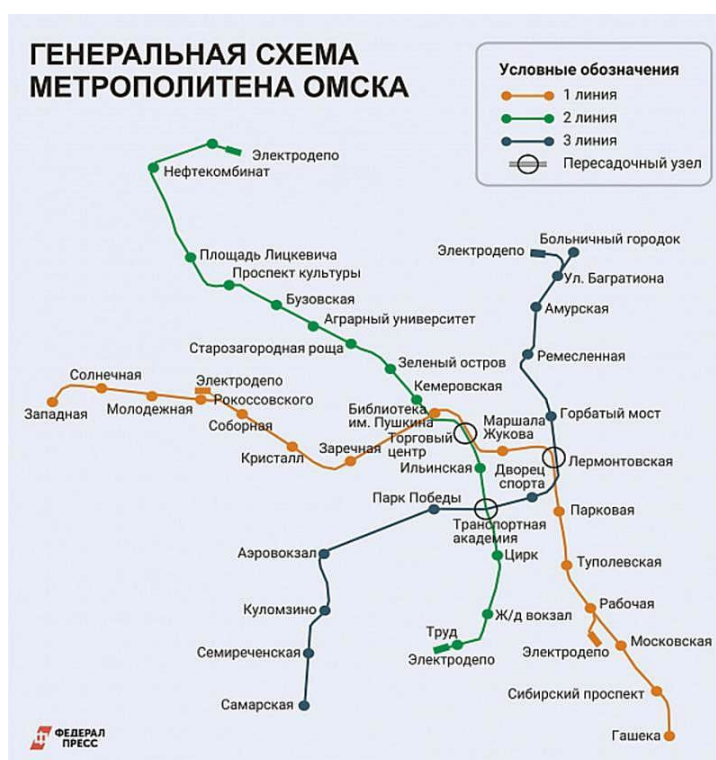 ГЕНЕРАЛЬНАЯ СХЕМА
МЕТРОПОЛИТЕНА ОМСКА
Условные обозначения
1 линия
2 линия
3 линия
Пересадочный узел
Электродепо
Нефтекомбинат
Площадь Лицкевича
Проспект культуры
Бузовская
Аграрный университет
Старозагородная роща
Зеленый остров
Кемеровская
Библиотека
им. Пушкина
Торговый
центр
Ильинская
Транспортная
академия
Цирк
Ж/д вокзал
Труд
Электродепо
Больничный городок
Электродепо
Ул. Багратиона
Амурская
Ремесленная
Горбатый мост
Лермонтовская
Дворец
спорта
Парк Победы
Аэровокзал
Куломзино
Семиреченская
Самарская
Западная
Солнечная
Молодежная
Электродепо
Рокоссовского
Соборная
Кристалл
Заречная
Маршала
Жукова
Парковая
Туполевская
Рабочая
Электродепо
Московская
Сибирский проспект
Гашека
ФЕДЕРАЛ
ПРЕСС